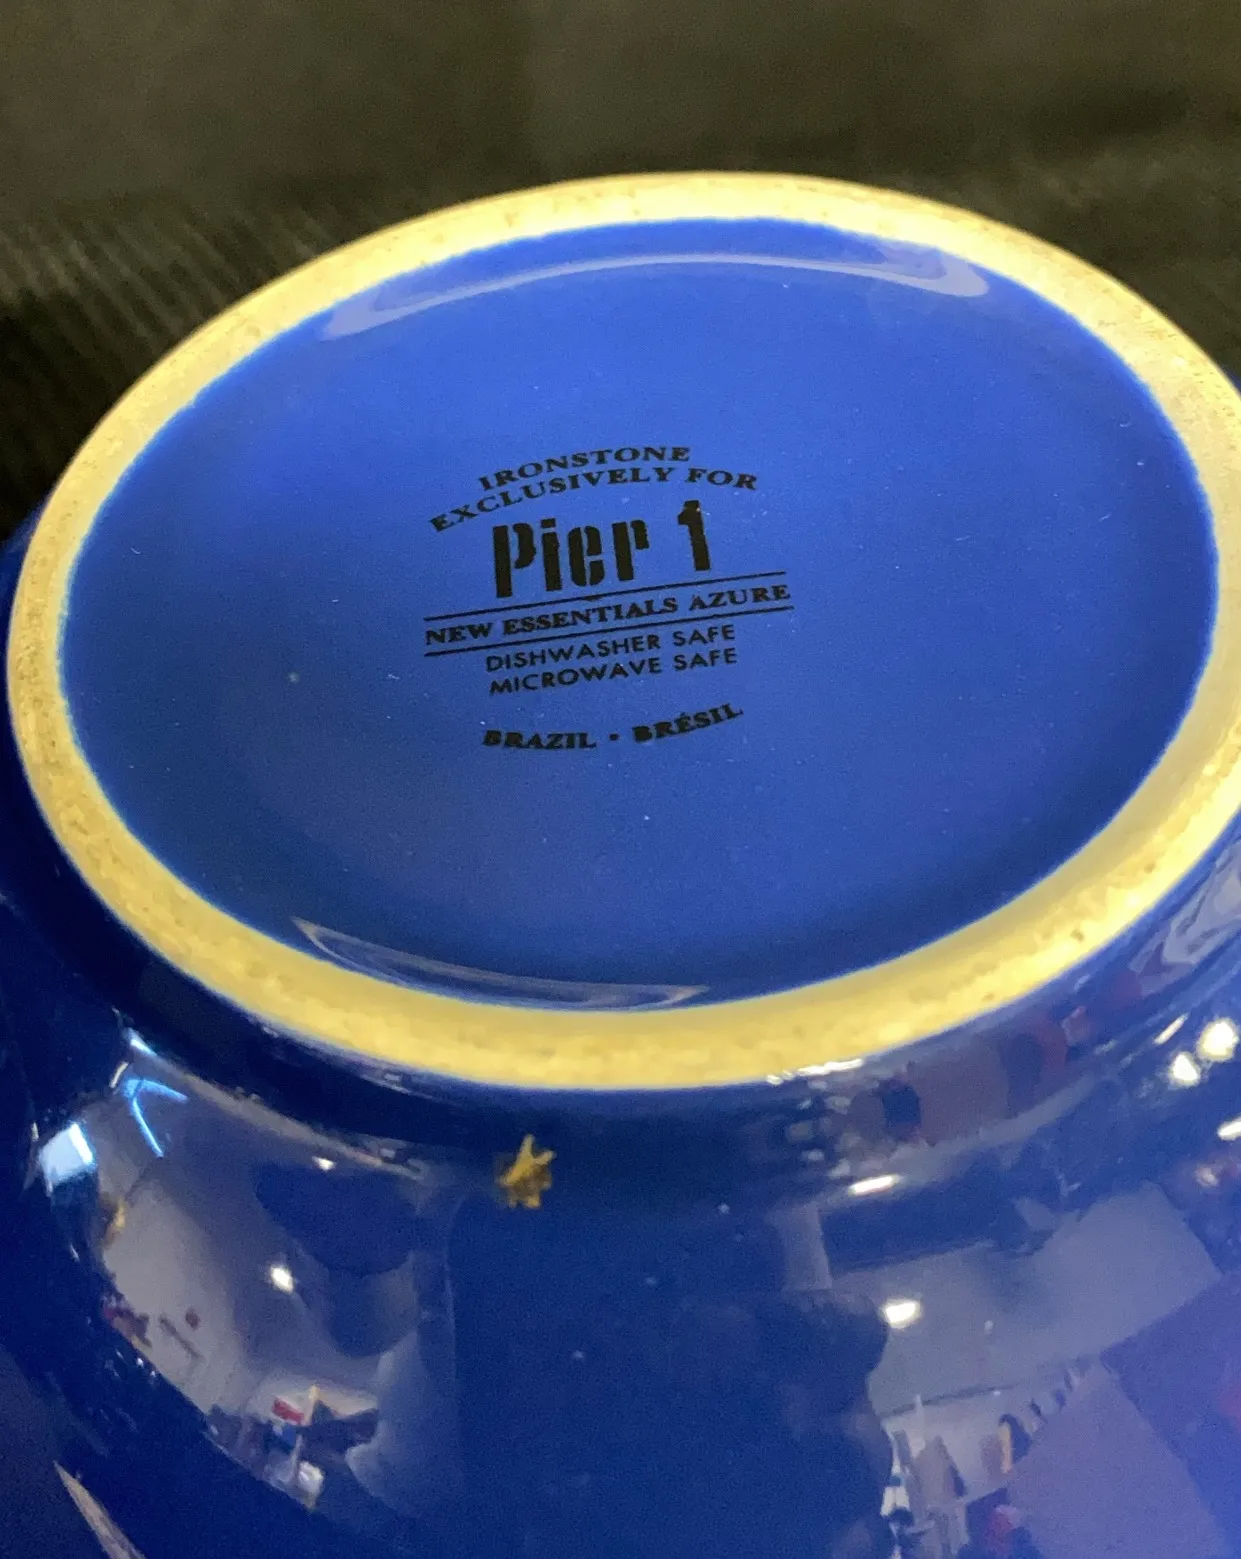 IRONSTONE
EXCLUSIVELY FOR
Pier 1
NEW ESSENTIALS AZURE
DISHWASHER SAFE
MICROWAVE SAFE
BRAZIL · BRÉSIL